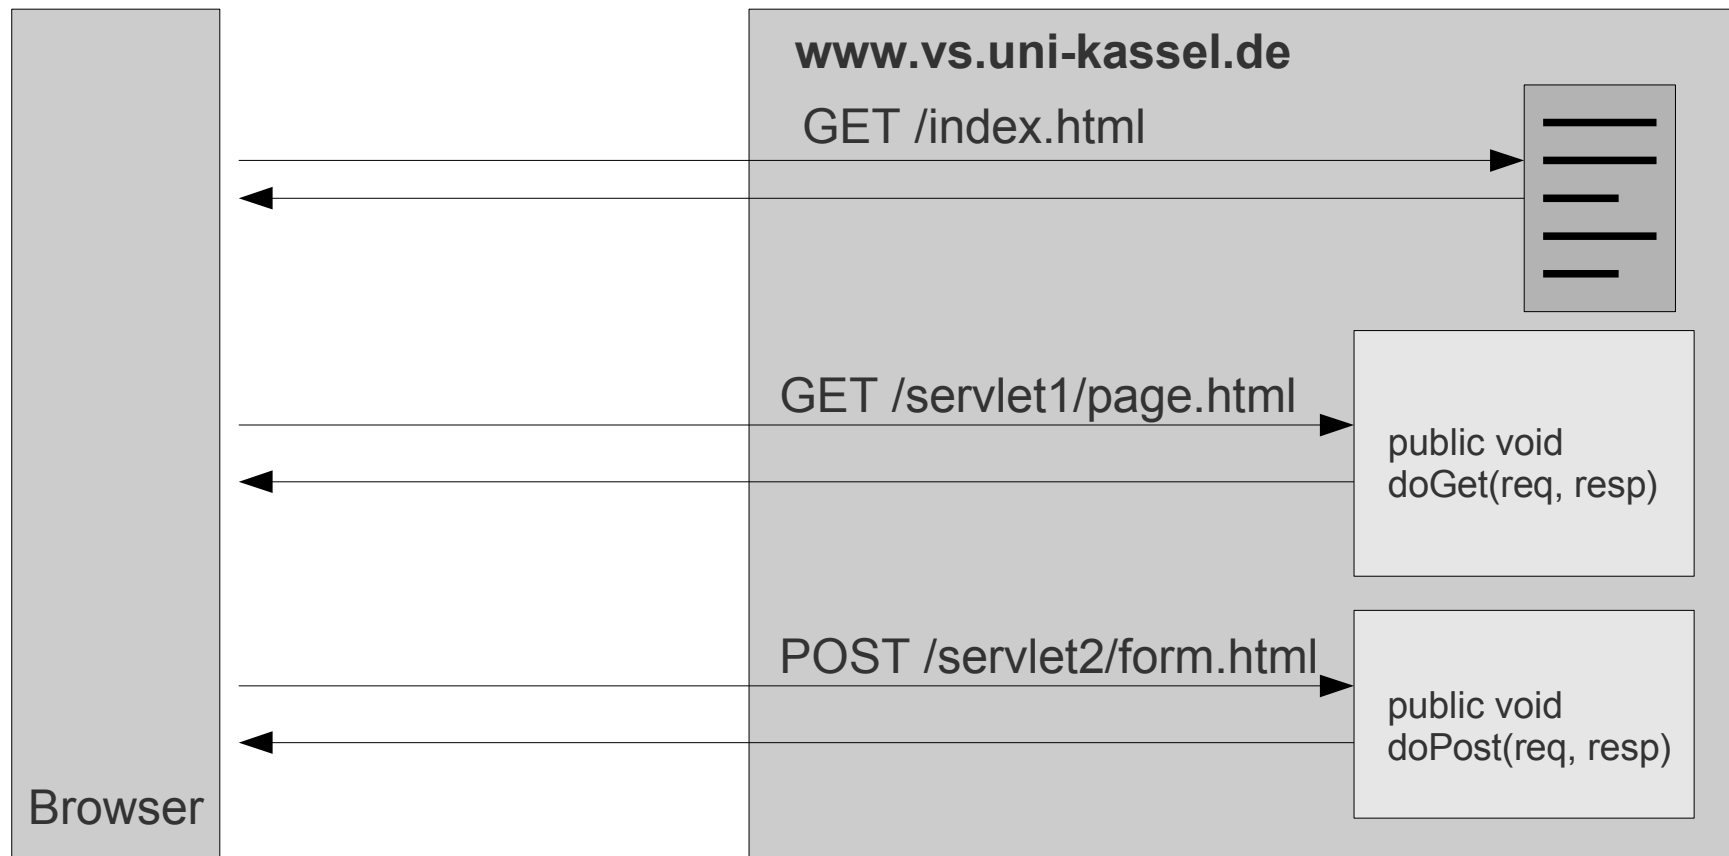 www.vs.uni-kassel.de
GET /index.html
GET /servlet1/page.html
public void
doGet(req, resp)
POST /servlet2/form.html
public void
doPost(req, resp)
Browser